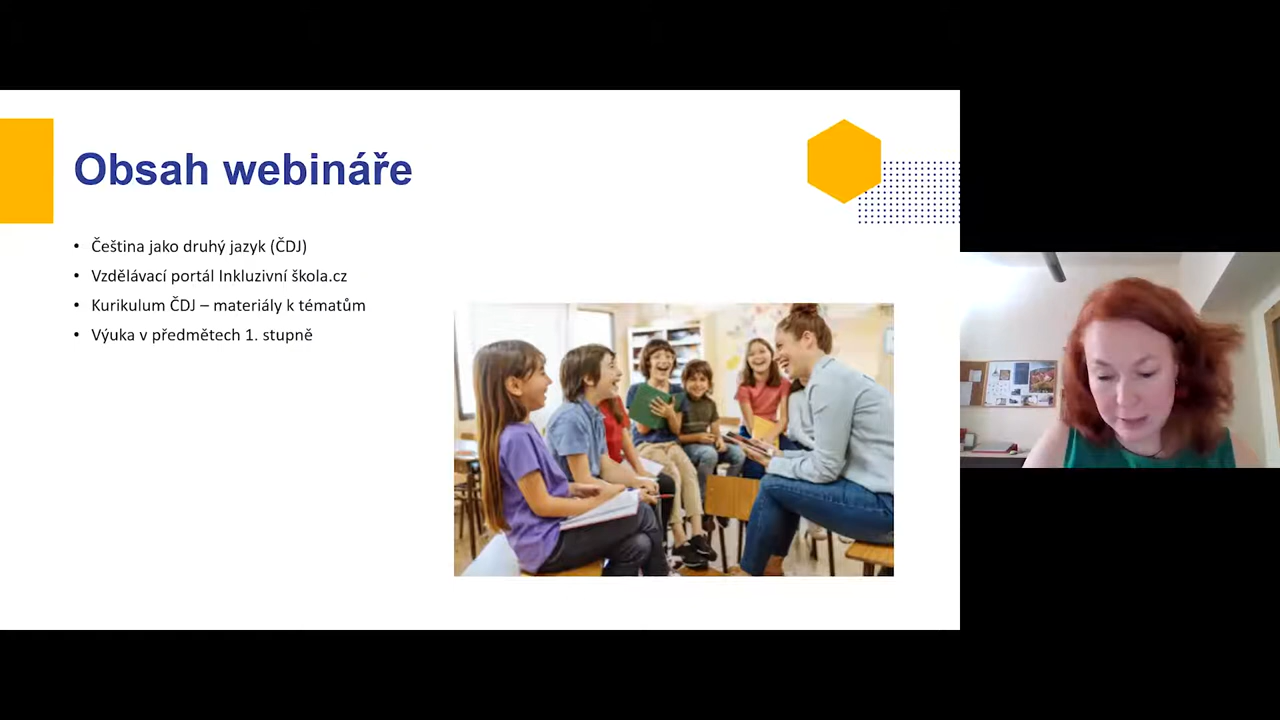 Obsah webináře
• Čeština jako druhý jazyk (ČDJ)
• Vzdělávací portál Inkluzivní škola.cz
• Kurikulum ČDJ – materiály k tématům
• Výuka v předmětech 1. stupně